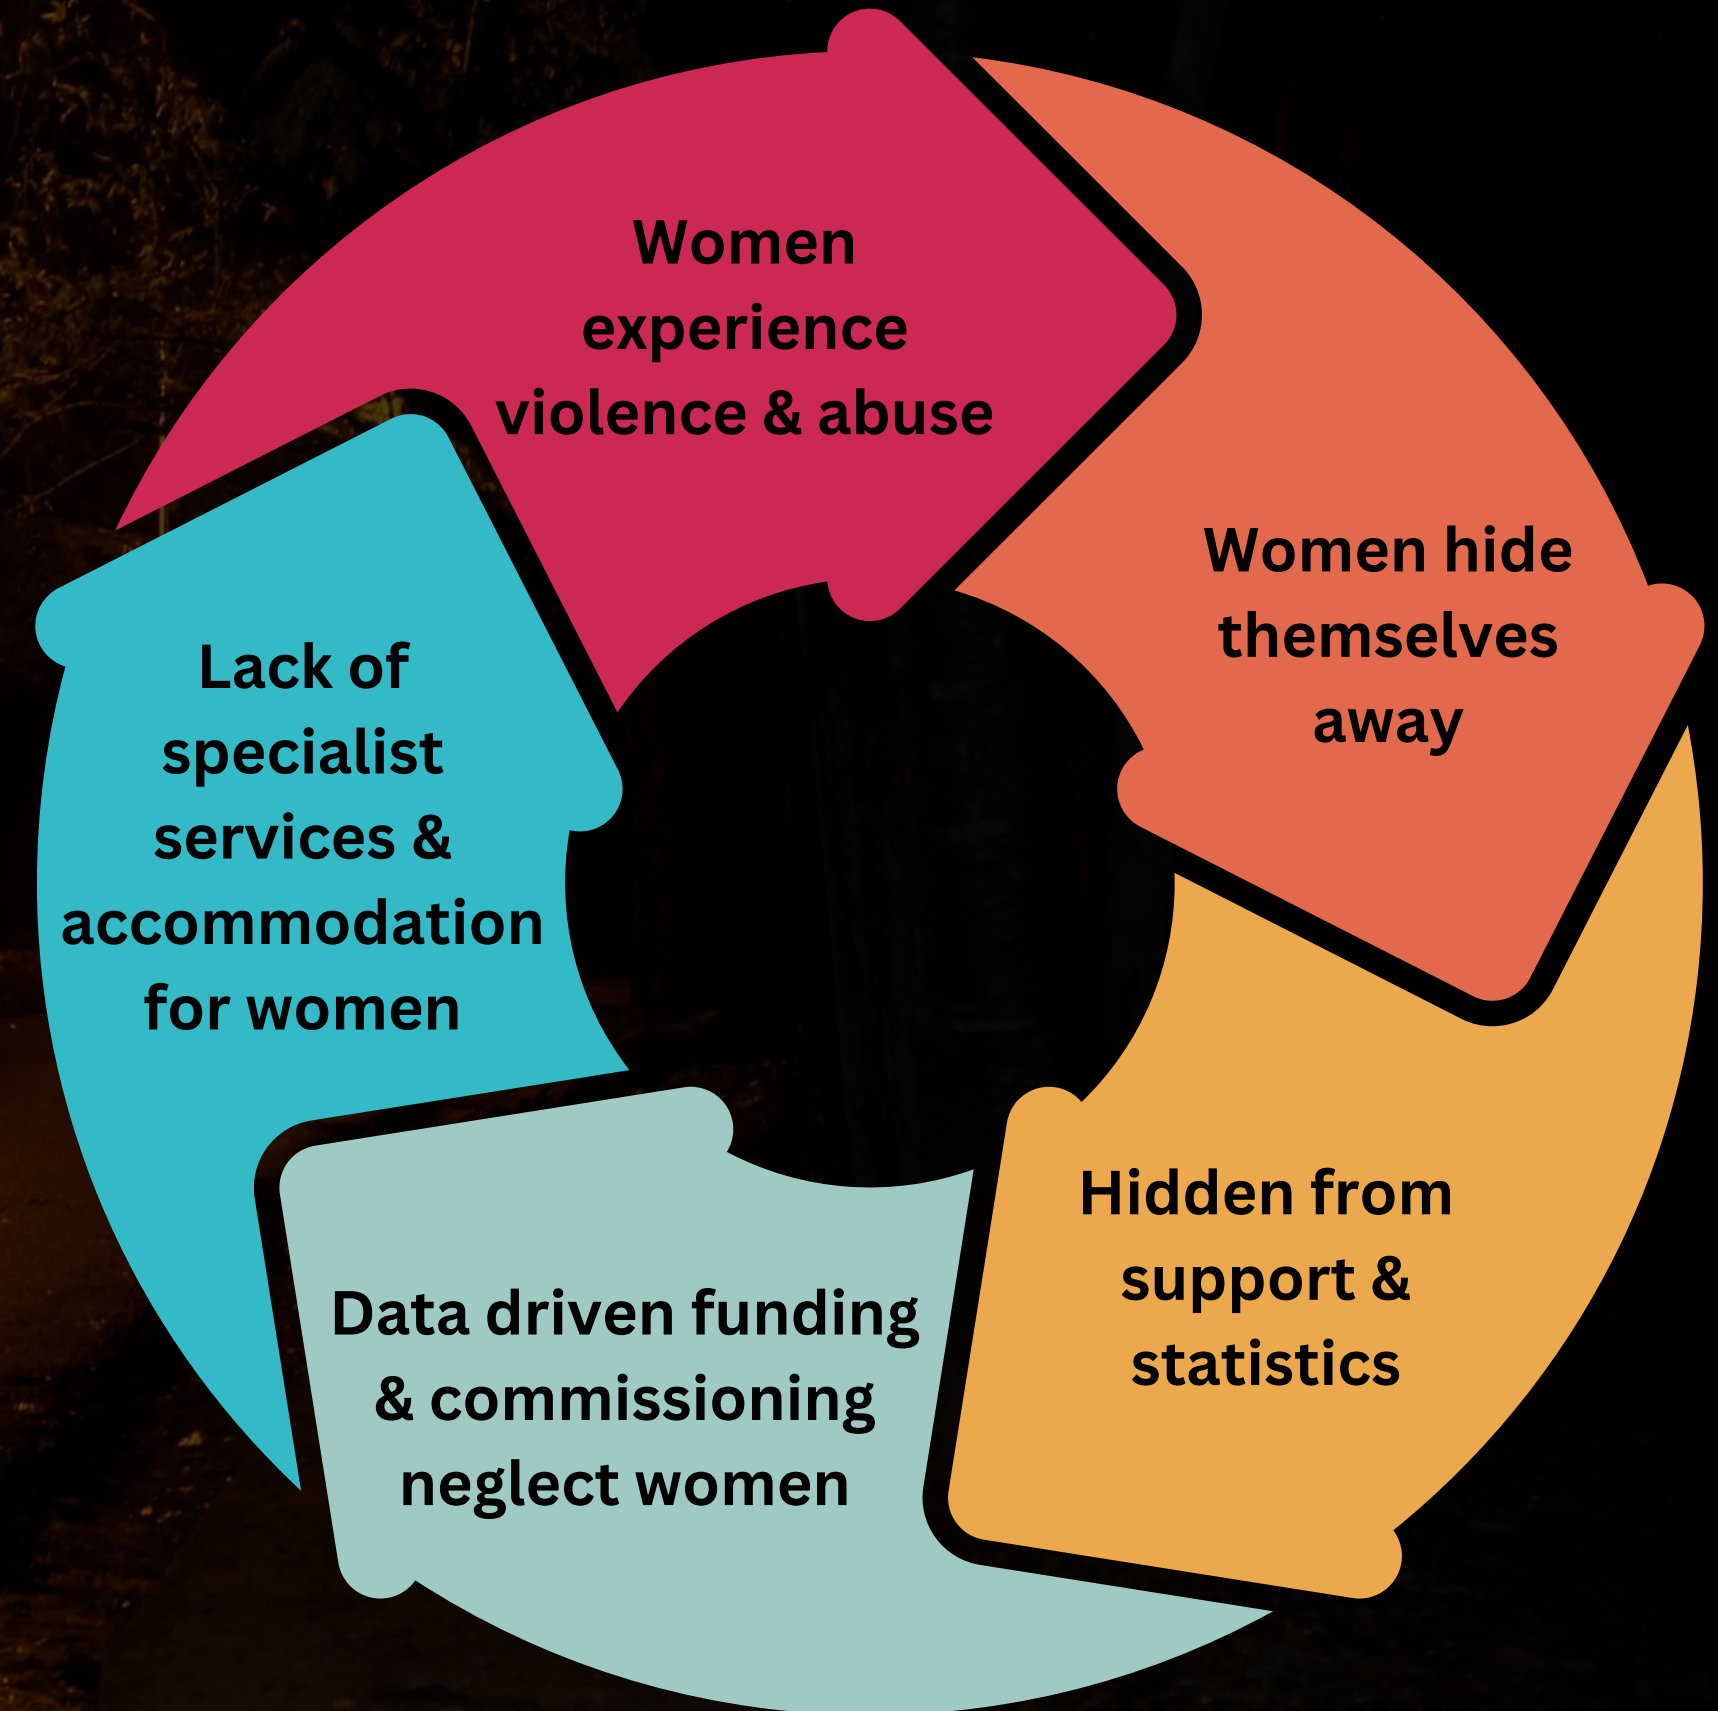 Women
experience
violence & abuse
Women hide
themselves
away
Hidden from
support &
statistics
Data driven funding
& commissioning
neglect women
Lack of
specialist
services &
accommodation
for women